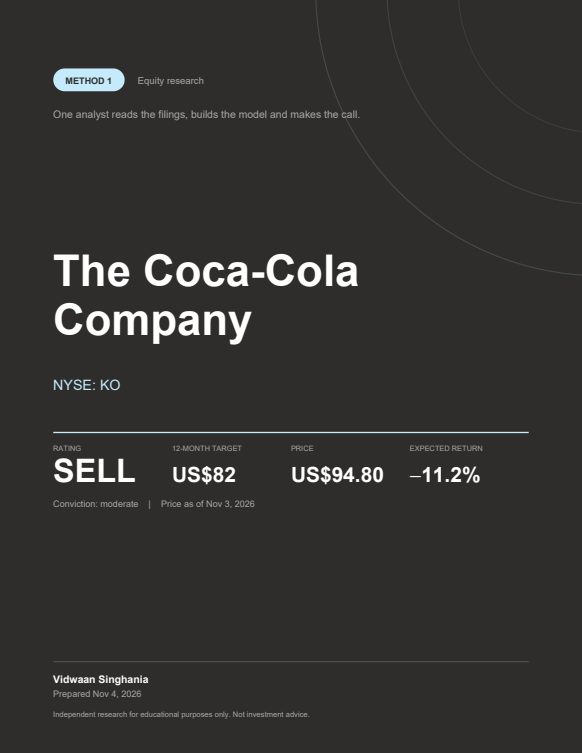 METHOD 1 Equity research
One analyst reads the filings, builds the model and makes the call.
The Coca-Cola
Company
NYSE: KO
RATING 12-MONTH TARGET PRICE EXPECTED RETURN
SELL US$82 US$94.80 –11.2%
Conviction: moderate | Price as of Nov 3, 2026
Vidwaan Singhania
Prepared Nov 4, 2026
Independent research for educational purposes only. Not investment advice.